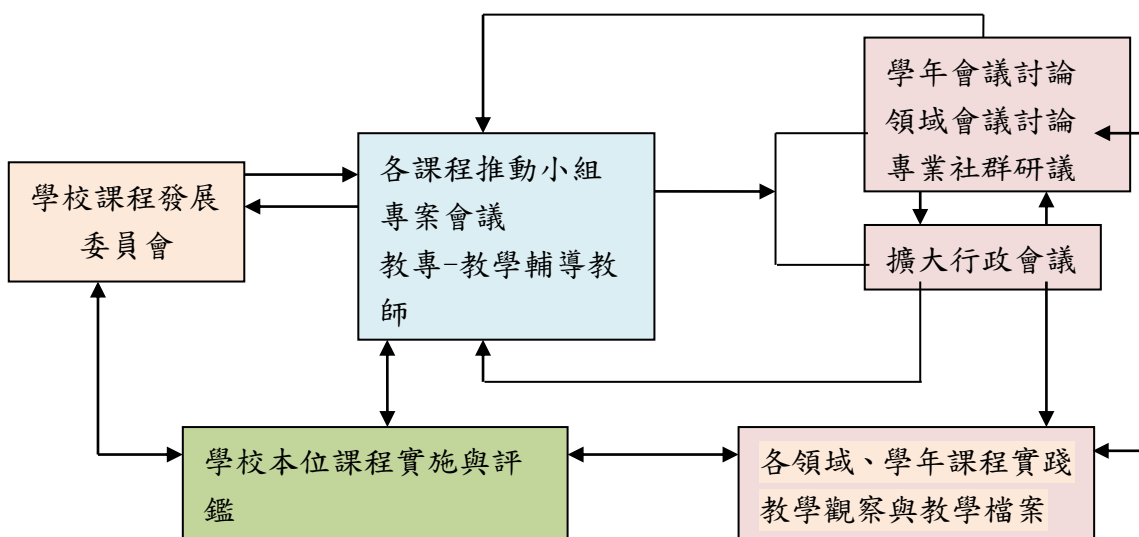 學校課程發展
委員會
各課程推動小組
專案會議
教專-教學輔導教
師
學年會議討論
領域會議討論
專業社群研議
擴大行政會議
學校本位課程實施與評
鑑
各領域、學年課程實踐
教學觀察與教學檔案